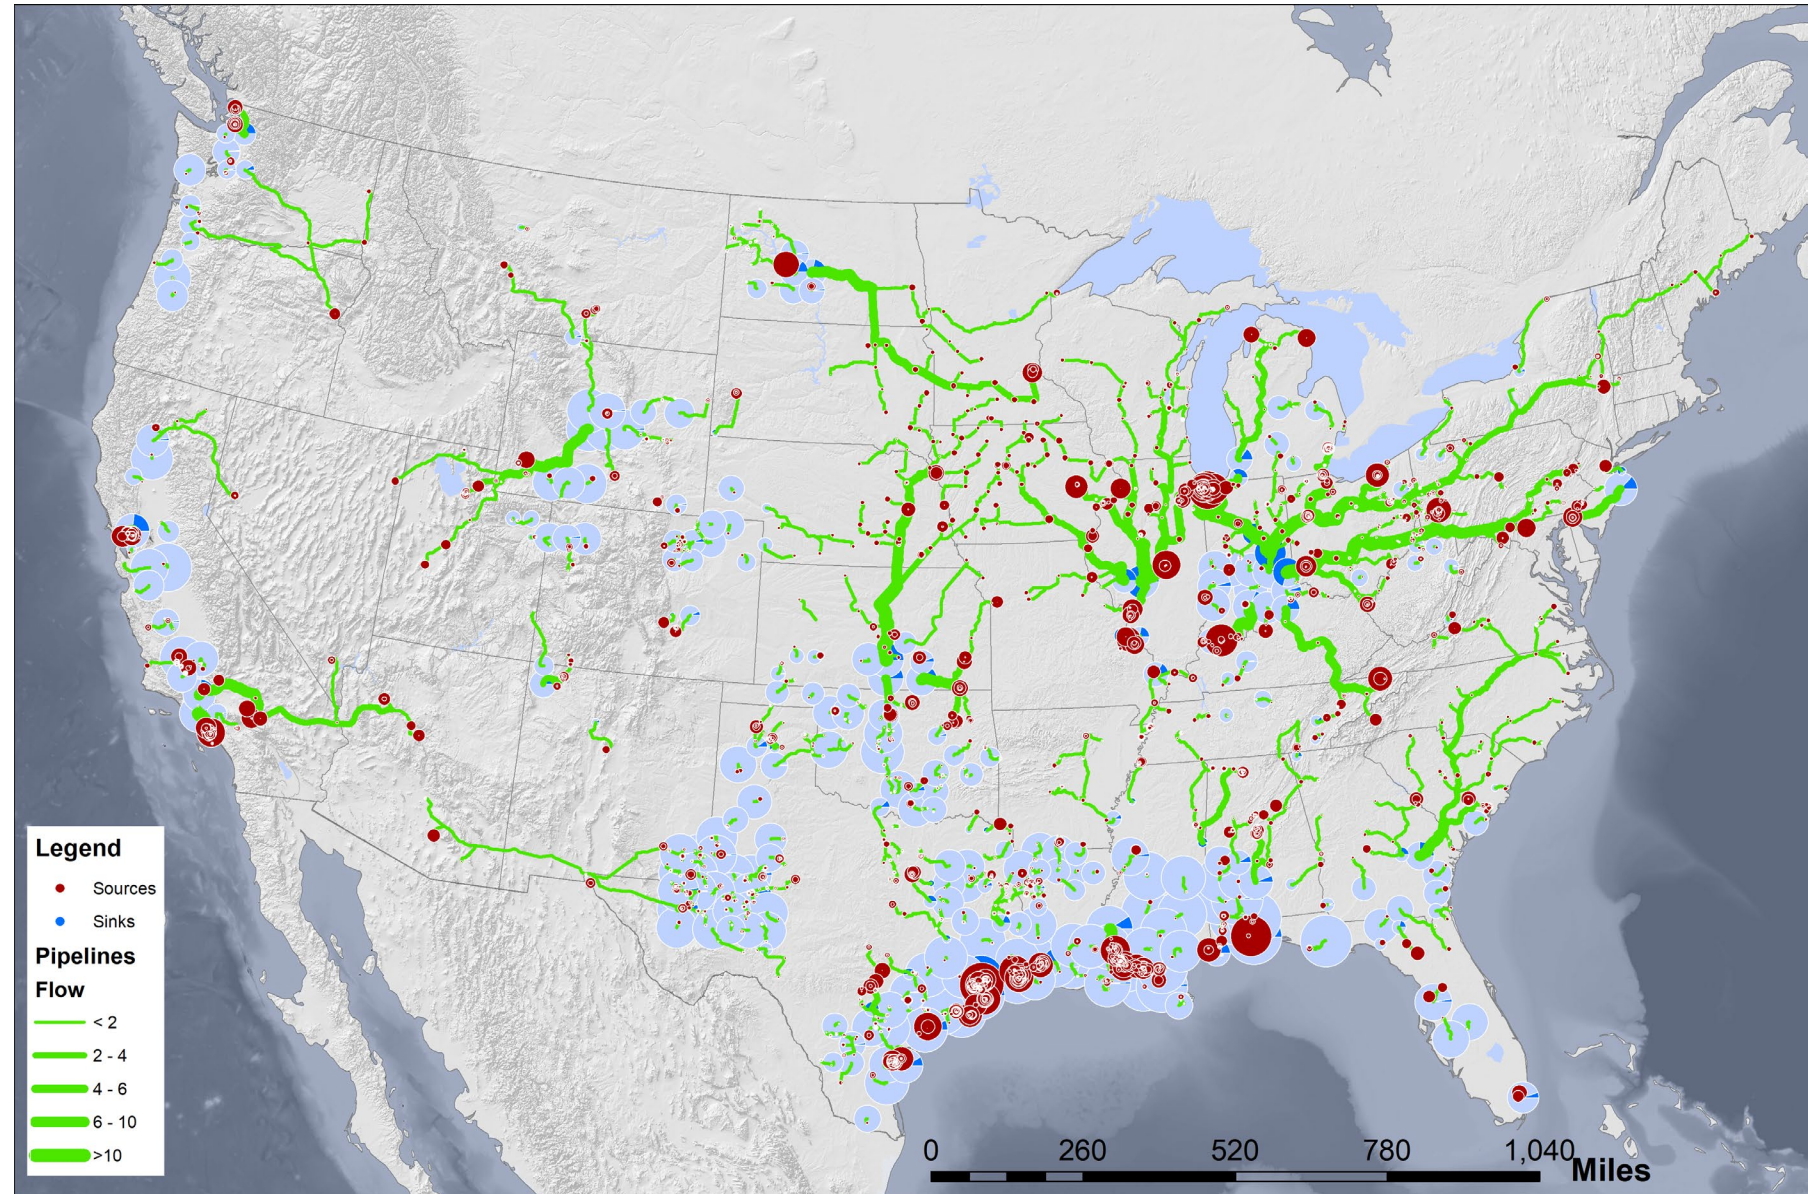 Legend
Sources
Sinks
Pipelines
Flow
< 2
2 - 4
4 - 6
6 - 10
>10
0 260 520 780 1,040 Miles